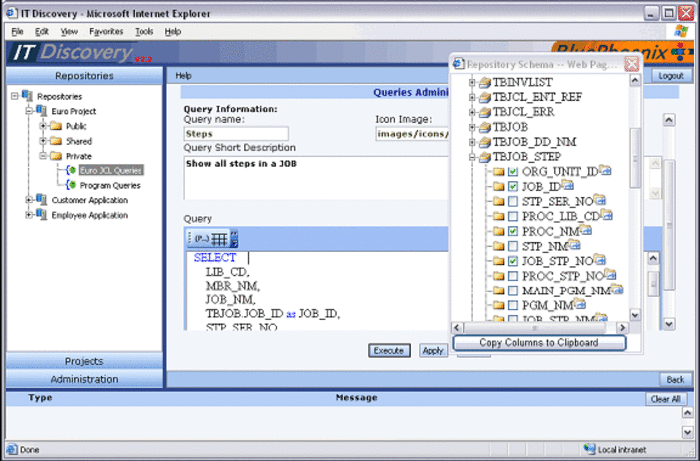 IT Discovery - Microsoft Internet Explorer
File Edit View Favorites Tools Help
IT Discovery
BluePhoenix
Repositories
Repositories
Euro Project
Public
Shared
Private
Euro JCL Queries
Program Queries
Customer Application
Employee Application
Projects
Administration
Help
Logout
Queries Admini
Query Information:
Query name:
Icon Image:
Steps
images/icons/
Query Short Description
Show all steps in a JOB
Query
(P...)
SELECT
LIB_CD,
MBR_NM,
JOB_NM,
TBJOB.JOB_ID as JOB_ID,
STP_SER_NO
Execute Apply
Repository Schema -- Web Pag...
TBINVLIST
TBJCL_ENT_REF
TBJCL_ERR
TBJOB
TBJOB_DD_NM
TBJOB_STEP
ORG_UNIT_ID
JOB_ID
STP_SER_NO
PROC_LIB_CD
PROC_NM
STP_NM
JOB_STP_NO
PROC_STP_NO
MAIN_PGM_NM
PGM_NM
JOB_STP_NM
Copy Columns to Clipboard
Back
Type Message Clear All
Done Local intranet